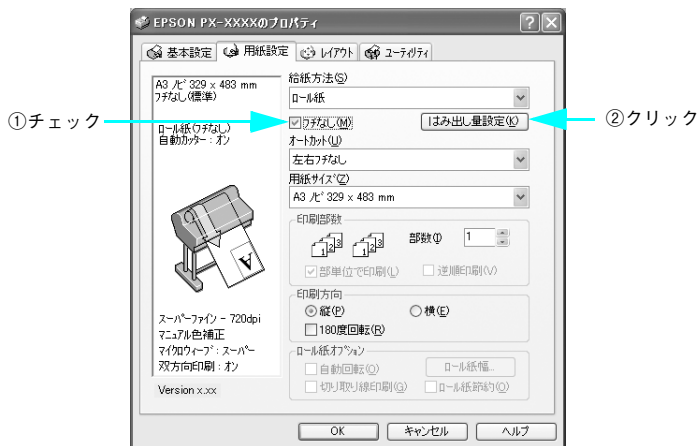 EPSON PX-XXXXのプロパティ
基本設定 用紙設定 レイアウト ユーティリティ
A3 ノビ 329 x 483 mm
フチなし(標準)
ロール紙(フチなし)
自動カッター : オン
A
スーパーファイン - 720dpi
マニュアル色補正
マイクロウィーブ : スーパー
双方向印刷 : オン
Version x.xx
給紙方法(S)
ロール紙
①チェック
フチなし(M)
はみ出し量設定(K)
②クリック
オートカット(U)
左右フチなし
用紙サイズ(Z)
A3 ノビ 329 x 483 mm
印刷部数
1 2 3 1 2 3
部数(I) 1
部単位で印刷(L) 逆順印刷(V)
印刷方向
縦(P) 横(E)
180度回転(R)
ロール紙オプション
自動回転(O) ロール紙幅...
切り取り線印刷(G) ロール紙節約(O)
OK キャンセル ヘルプ